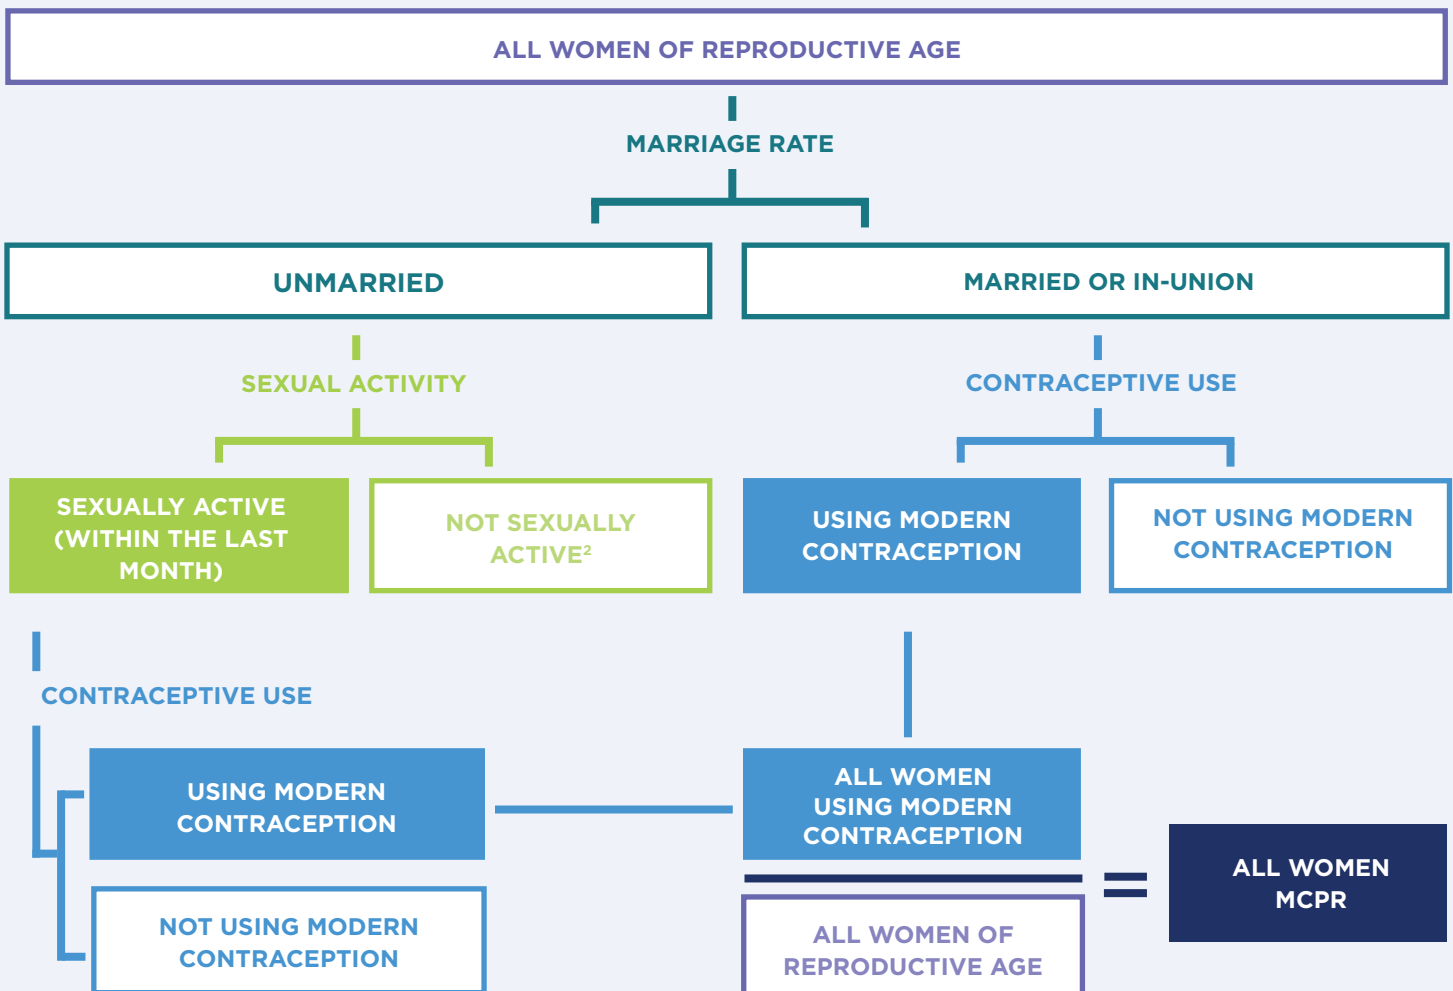 ALL WOMEN OF REPRODUCTIVE AGE
MARRIAGE RATE
UNMARRIED
MARRIED OR IN-UNION
SEXUAL ACTIVITY
CONTRACEPTIVE USE
SEXUALLY ACTIVE
(WITHIN THE LAST
MONTH)
NOT SEXUALLY
ACTIVE²
USING MODERN
CONTRACEPTION
NOT USING MODERN
CONTRACEPTION
CONTRACEPTIVE USE
USING MODERN
CONTRACEPTION
ALL WOMEN
USING MODERN
CONTRACEPTION
=
ALL WOMEN
MCPR
NOT USING MODERN
CONTRACEPTION
ALL WOMEN OF
REPRODUCTIVE AGE